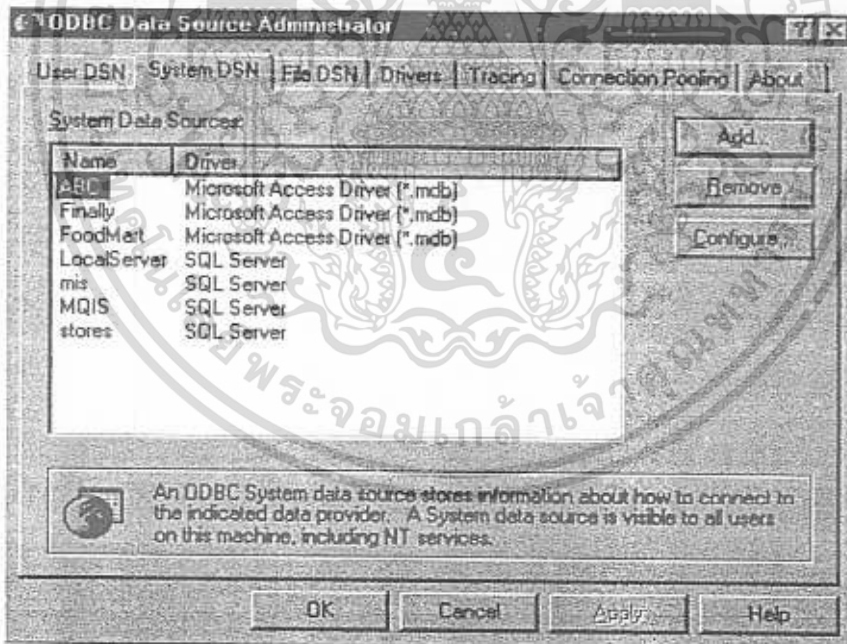 ODBC Data Source Administrator
User DSN System DSN File DSN Drivers Tracing Connection Pooling About
System Data Sources:
Name Driver
ABC Microsoft Access Driver (*.mdb)
Finally Microsoft Access Driver (*.mdb)
FoodMart Microsoft Access Driver (*.mdb)
LocalServer SQL Server
mis SQL Server
MQIS SQL Server
stores SQL Server
Add...
Remove
Configure...
An ODBC System data source stores information about how to connect to
the indicated data provider. A System data source is visible to all users
on this machine, including NT services.
OK Cancel Apply Help